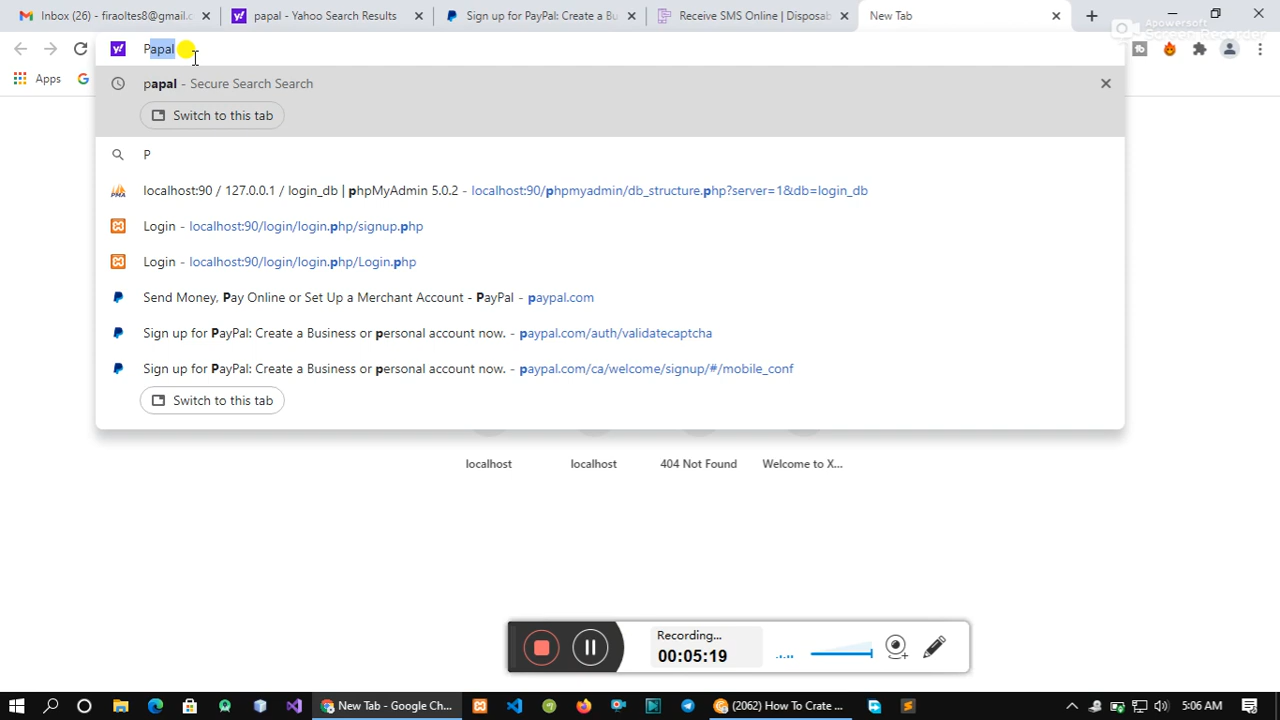 Inbox (26) - firaoltes8@gmail.c
papal - Yahoo Search Results
Sign up for PayPal: Create a Bu
Receive SMS Online | Disposab
New Tab
Apowersoft
Screen Recorder
Papal
Apps
papal - Secure Search Search
Switch to this tab
P
localhost:90 / 127.0.0.1 / login_db | phpMyAdmin 5.0.2 - localhost:90/phpmyadmin/db_structure.php?server=1&db=login_db
Login - localhost:90/login/login.php/signup.php
Login - localhost:90/login/login.php/Login.php
Send Money, Pay Online or Set Up a Merchant Account - PayPal - paypal.com
Sign up for PayPal: Create a Business or personal account now. - paypal.com/auth/validatecaptcha
Sign up for PayPal: Create a Business or personal account now. - paypal.com/ca/welcome/signup/#/mobile_conf
Switch to this tab
localhost
localhost
404 Not Found
Welcome to X...
Recording...
00:05:19
New Tab - Google Ch...
(2062) How To Crate ...
5:06 AM